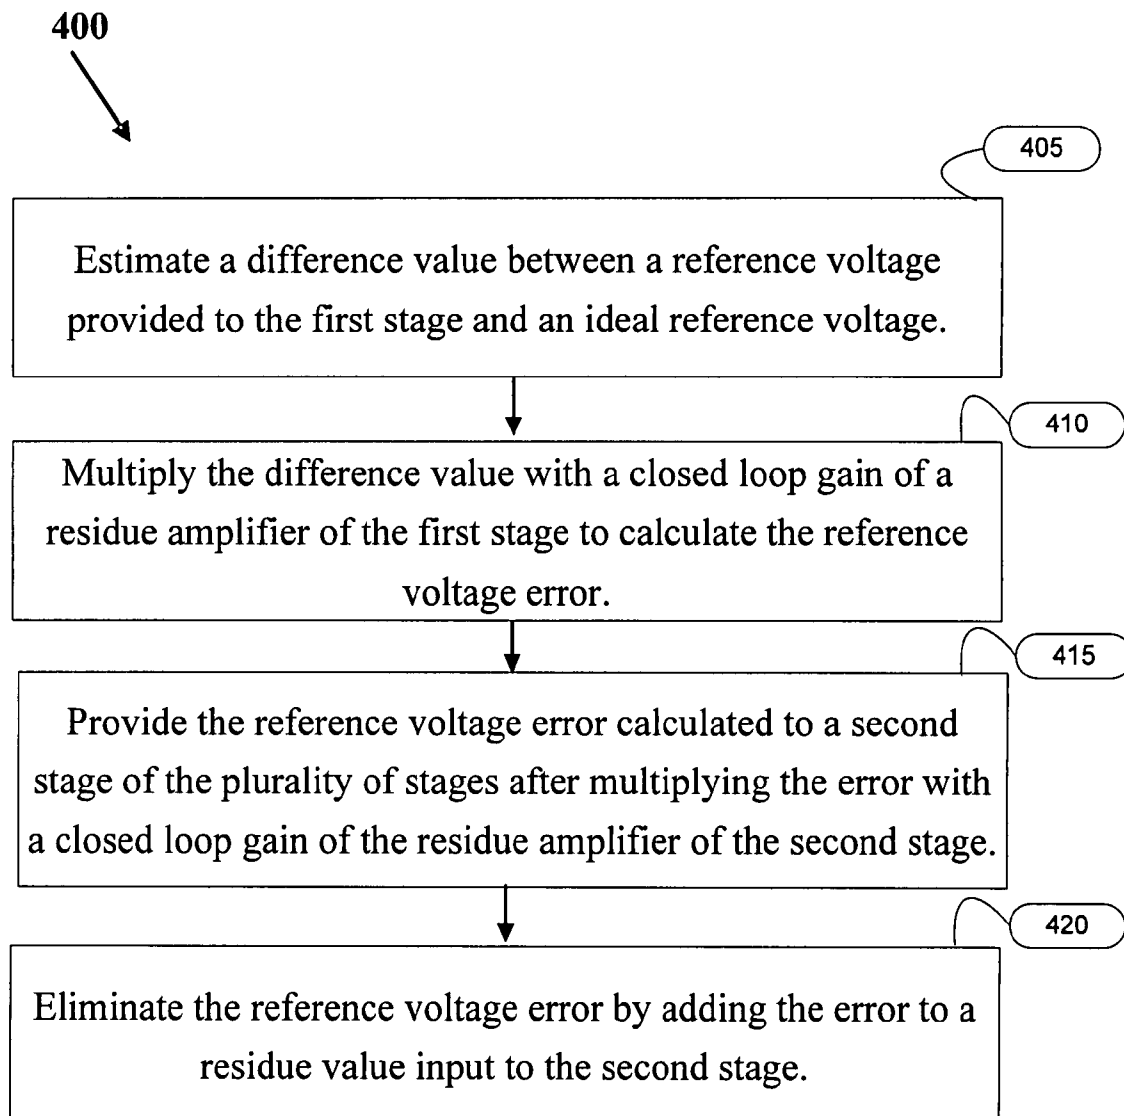 400
405
Estimate a difference value between a reference voltage
provided to the first stage and an ideal reference voltage.
410
Multiply the difference value with a closed loop gain of a
residue amplifier of the first stage to calculate the reference
voltage error.
415
Provide the reference voltage error calculated to a second
stage of the plurality of stages after multiplying the error with
a closed loop gain of the residue amplifier of the second stage.
420
Eliminate the reference voltage error by adding the error to a
residue value input to the second stage.